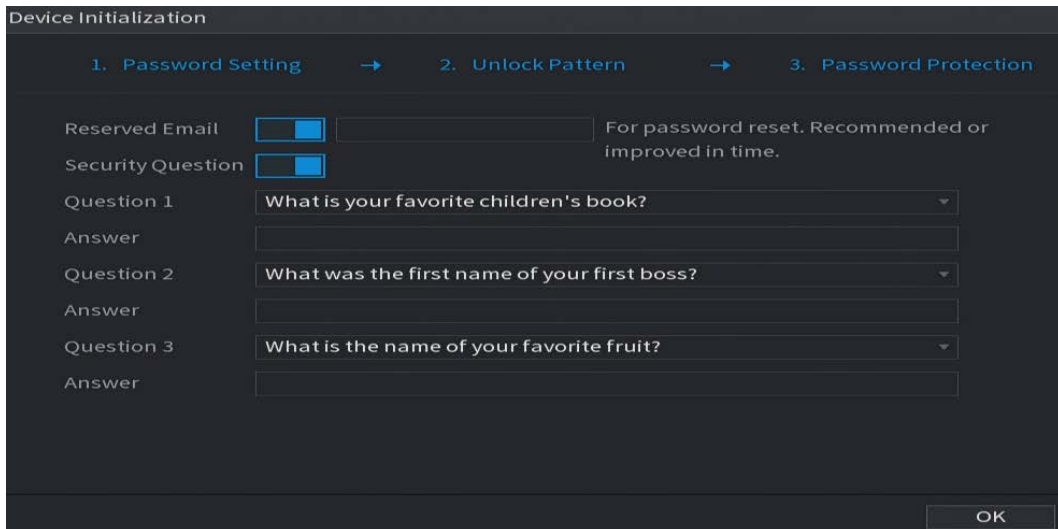 Device Initialization
1. Password Setting → 2. Unlock Pattern → 3. Password Protection
Reserved Email
For password reset. Recommended or
improved in time.
Security Question
Question 1 What is your favorite children's book?
Answer
Question 2 What was the first name of your first boss?
Answer
Question 3 What is the name of your favorite fruit?
Answer
OK